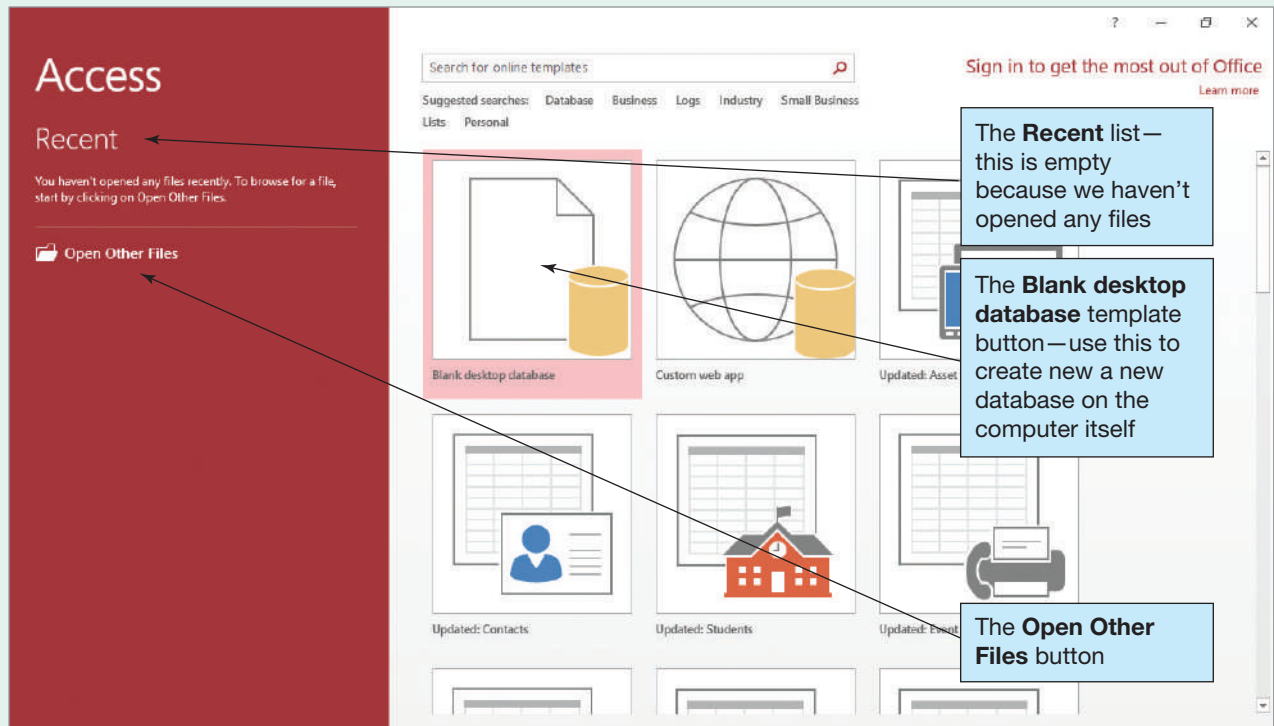 ?
Access
Search for online templates
Sign in to get the most out of Office
Learn more
Suggested searches: Database Business Logs Industry Small Business
Lists Personal
Recent
You haven't opened any files recently. To browse for a file,
start by clicking on Open Other Files.
Open Other Files
The Recent list—
this is empty
because we haven't
opened any files
The Blank desktop
database template
button—use this to
create new a new
database on the
computer itself
Blank desktop database
Custom web app
Updated: Asset
Updated: Contacts
Updated: Students
Updated: Event
The Open Other
Files button